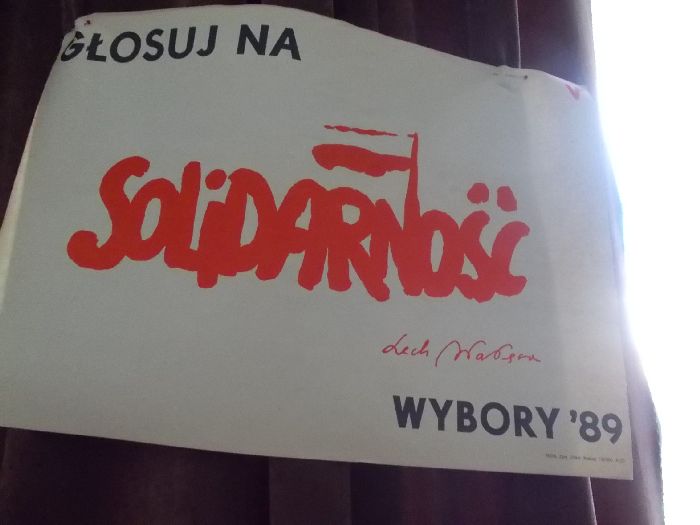 GŁOSUJ NA
SOLiDARNOŚĆ
Lech Wałęsa
WYBORY '89